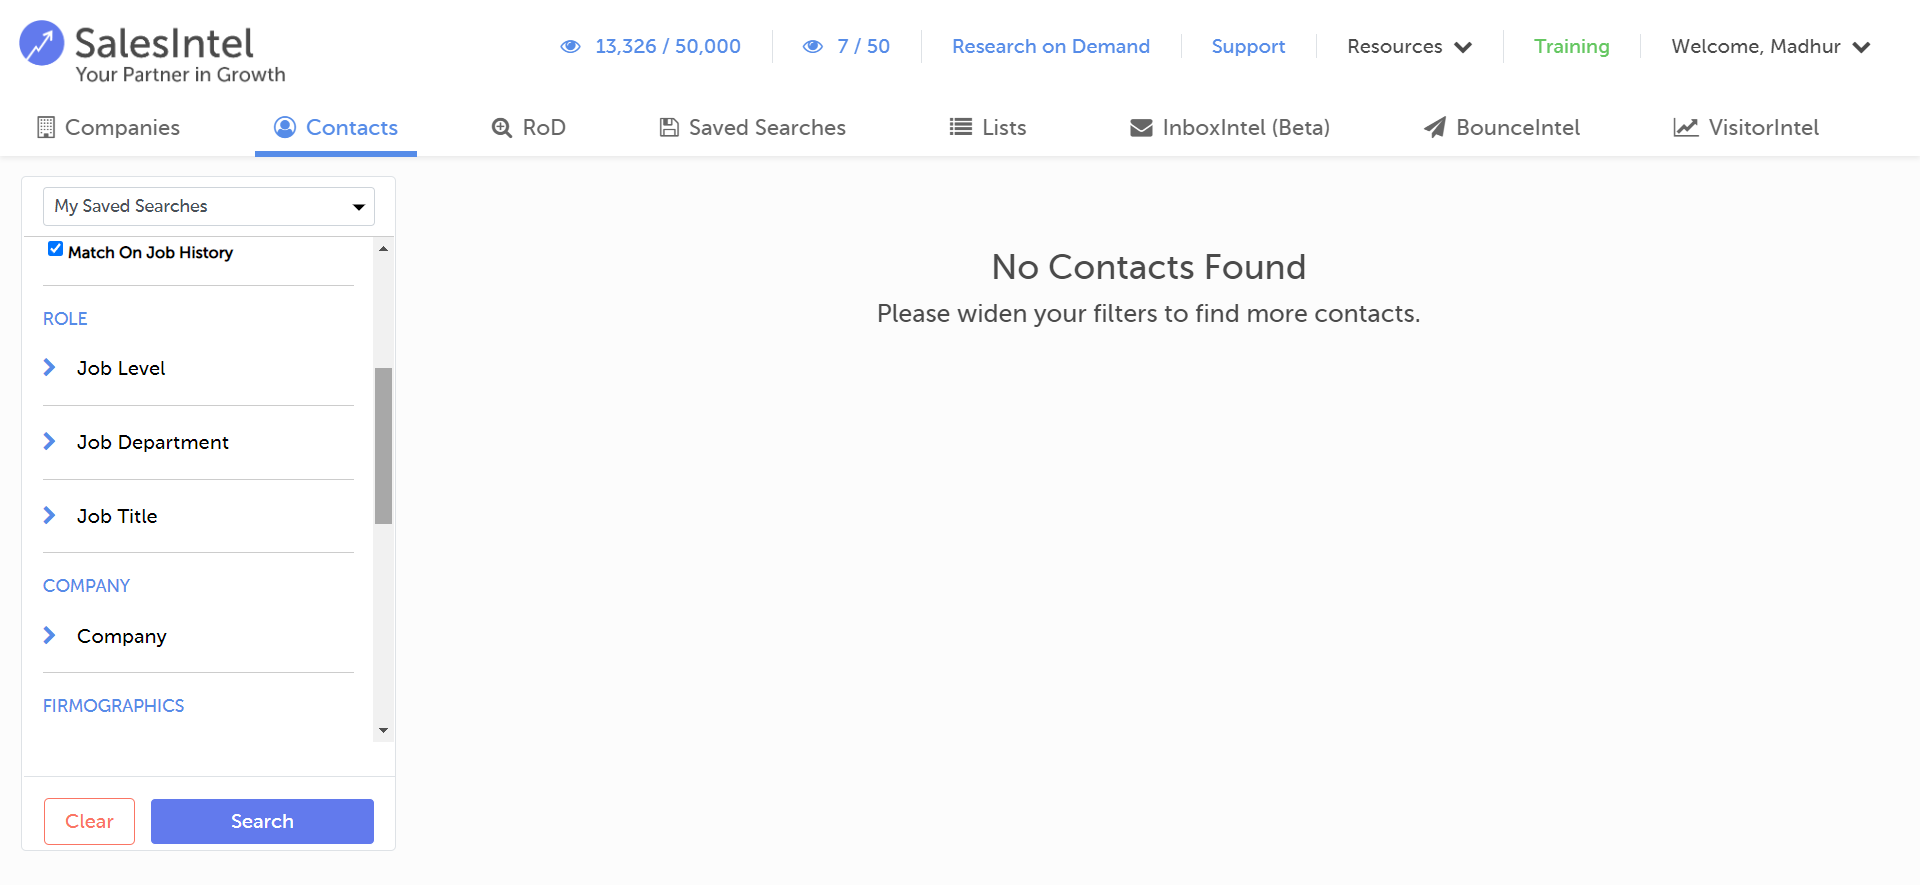 SalesIntel
Your Partner in Growth
13,326 / 50,000
7 / 50
Research on Demand
Support
Resources
Training
Welcome, Madhur
Companies
Contacts
RoD
Saved Searches
Lists
InboxIntel (Beta)
BounceIntel
VisitorIntel
My Saved Searches
Match On Job History
ROLE
Job Level
Job Department
Job Title
COMPANY
Company
FIRMOGRAPHICS
Clear
Search
No Contacts Found
Please widen your filters to find more contacts.